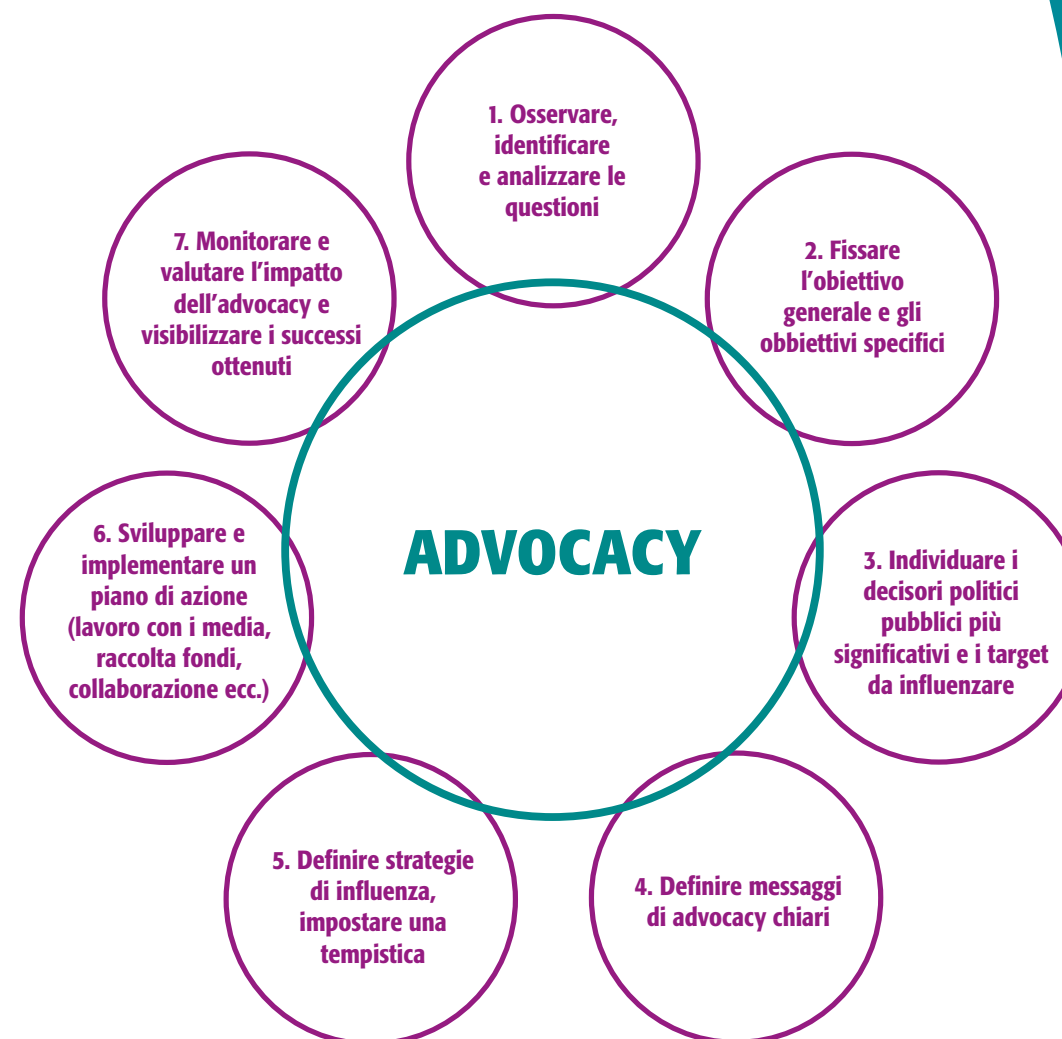 1. Osservare,
identificare
e analizzare le
questioni
2. Fissare
l’obiettivo
generale e gli
obbiettivi specifici
3. Individuare i
decisori politici
pubblici più
significativi e i target
da influenzare
4. Definire messaggi
di advocacy chiari
5. Definire strategie
di influenza,
impostare una
tempistica
6. Sviluppare e
implementare un
piano di azione
(lavoro con i media,
raccolta fondi,
collaborazione ecc.)
7. Monitorare e
valutare l’impatto
dell’advocacy e
visibilizzare i successi
ottenuti
ADVOCACY